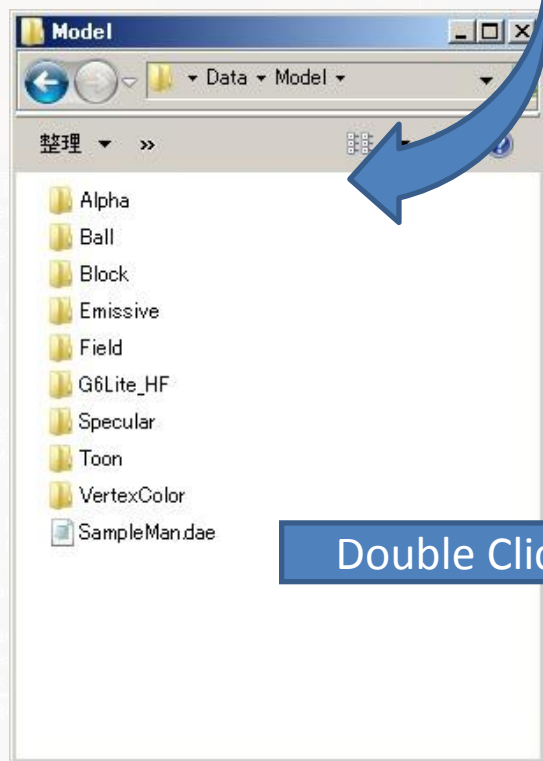 Model
Data Model
整理 »
Alpha
Ball
Block
Emissive
Field
G6Lite_HF
Specular
Toon
VertexColor
SampleMan.dae
Double Clic